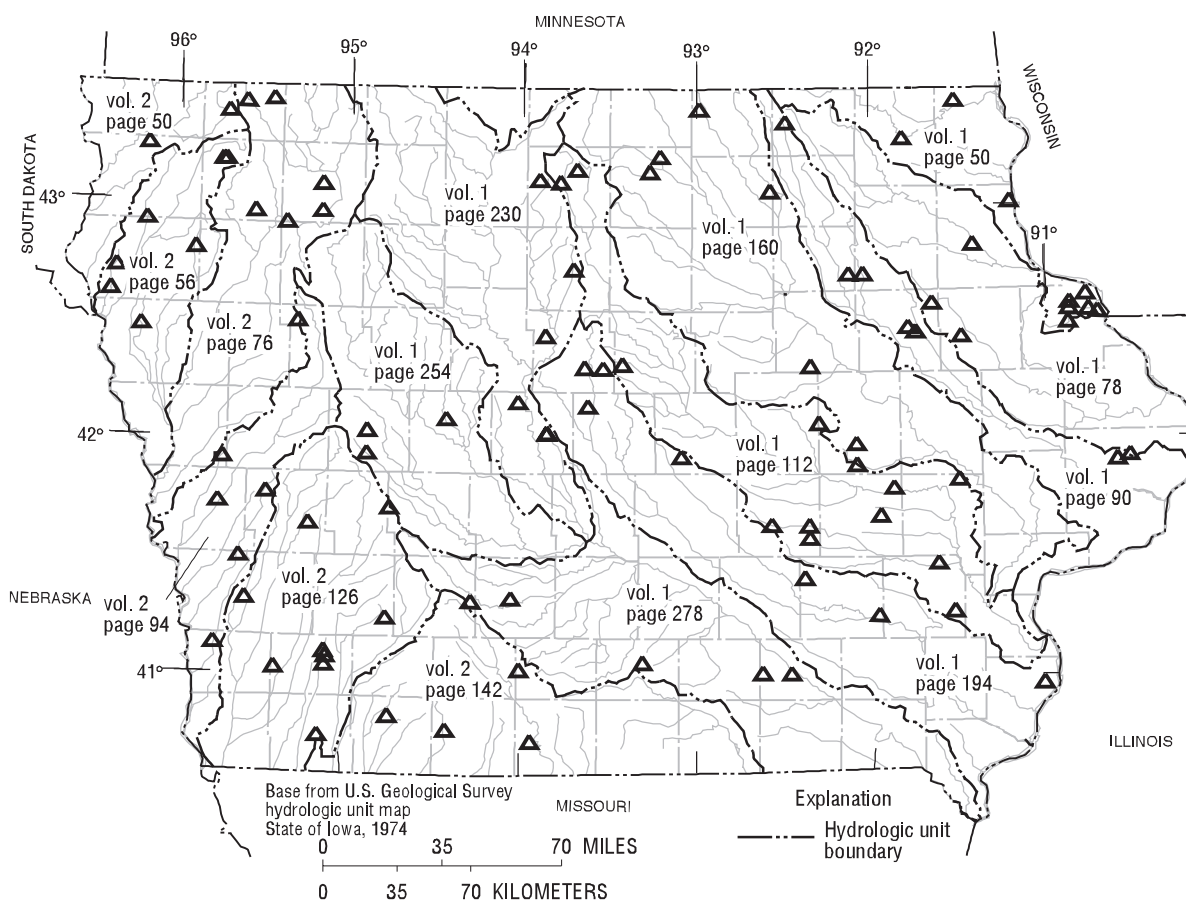 MINNESOTA
96°
95°
94°
93°
92°
WISCONSIN
vol. 2
page 50
vol. 1
page 50
SOUTH DAKOTA
43°
vol. 1
page 230
vol. 1
page 160
91°
vol. 2
page 56
vol. 2
page 76
vol. 1
page 254
vol. 1
page 78
42°
vol. 1
page 112
vol. 1
page 90
NEBRASKA
vol. 2
page 94
vol. 2
page 126
vol. 1
page 278
41°
vol. 2
page 142
vol. 1
page 194
ILLINOIS
Base from U.S. Geological Survey
hydrologic unit map
State of Iowa, 1974
MISSOURI
Explanation
Hydrologic unit
boundary
0 35 70 MILES
0 35 70 KILOMETERS